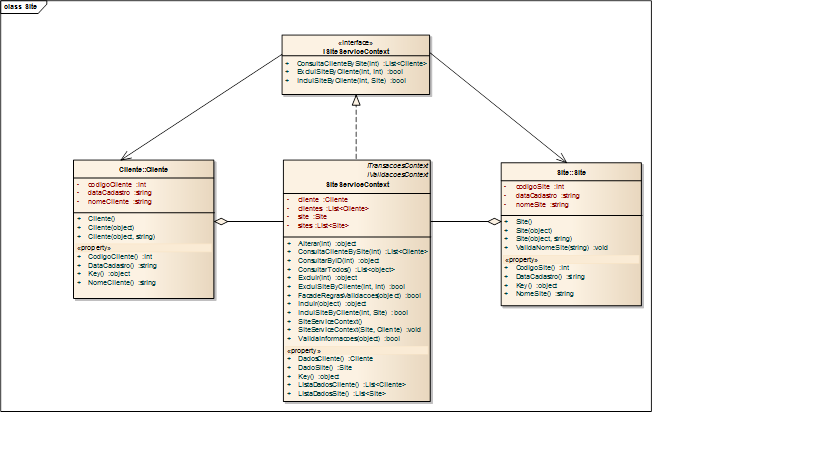 class Site
«interface»
ISiteServiceContext
+ ConsultaClienteBySite(int) :List<Cliente>
+ ExcluiSiteByCliente(int, int) :bool
+ IncluiSiteByCliente(int, Site) :bool
Cliente::Cliente
- codigoCliente :int
- dataCadastro :string
- nomeCliente :string
+ Cliente()
+ Cliente(object)
+ Cliente(object, string)
«property»
+ CodigoCliente() :int
+ DataCadastro() :string
+ Key() :object
+ NomeCliente() :string
ITransacoesContext
IValidacoesContext
SiteServiceContext
- cliente :Cliente
- clientes :List<Cliente>
- site :Site
- sites :List<Site>
+ Alterar(int) :object
+ ConsultaClienteBySite(int) :List<Cliente>
+ ConsultarByID(int) :object
+ ConsultarTodos() :List<object>
+ Excluir(int) :object
+ ExcluiSiteByCliente(int, int) :bool
+ FacadeRegrasValidacoes(object) :bool
+ Incluir(object) :object
+ IncluiSiteByCliente(int, Site) :bool
+ SiteServiceContext()
+ SiteServiceContext(Site, Cliente) :void
+ ValidaInformacoes(object) :bool
«property»
+ DadosCliente() :Cliente
+ DadoSite() :Site
+ Key() :object
+ ListaDadosCliente() :List<Cliente>
+ ListaDadosSite() :List<Site>
Site::Site
- codigoSite :int
- dataCadastro :string
- nomeSite :string
+ Site()
+ Site(object)
+ Site(object, string)
+ ValidaNomeSite(string) :void
«property»
+ CodigoSite() :int
+ DataCadastro() :string
+ Key() :object
+ NomeSite() :string